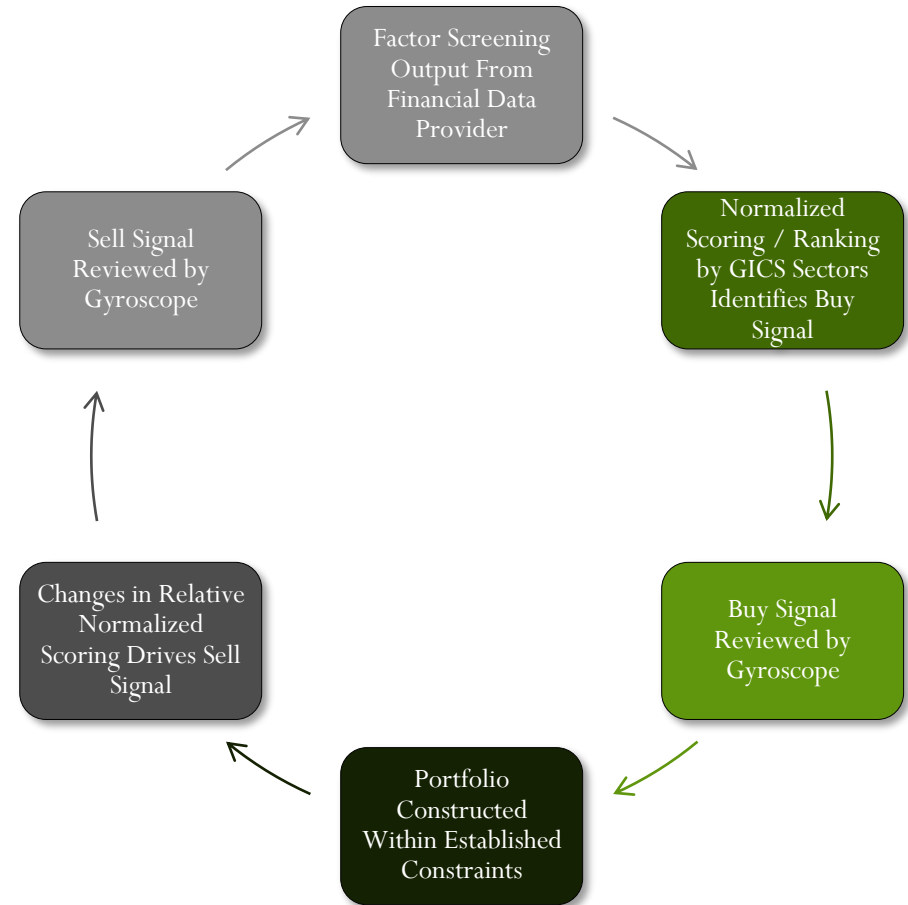 Factor Screening
Output From
Financial Data
Provider
Normalized
Scoring / Ranking
by GICS Sectors
Identifies Buy
Signal
Buy Signal
Reviewed by
Gyroscope
Portfolio
Constructed
Within Established
Constraints
Changes in Relative
Normalized
Scoring Drives Sell
Signal
Sell Signal
Reviewed by
Gyroscope